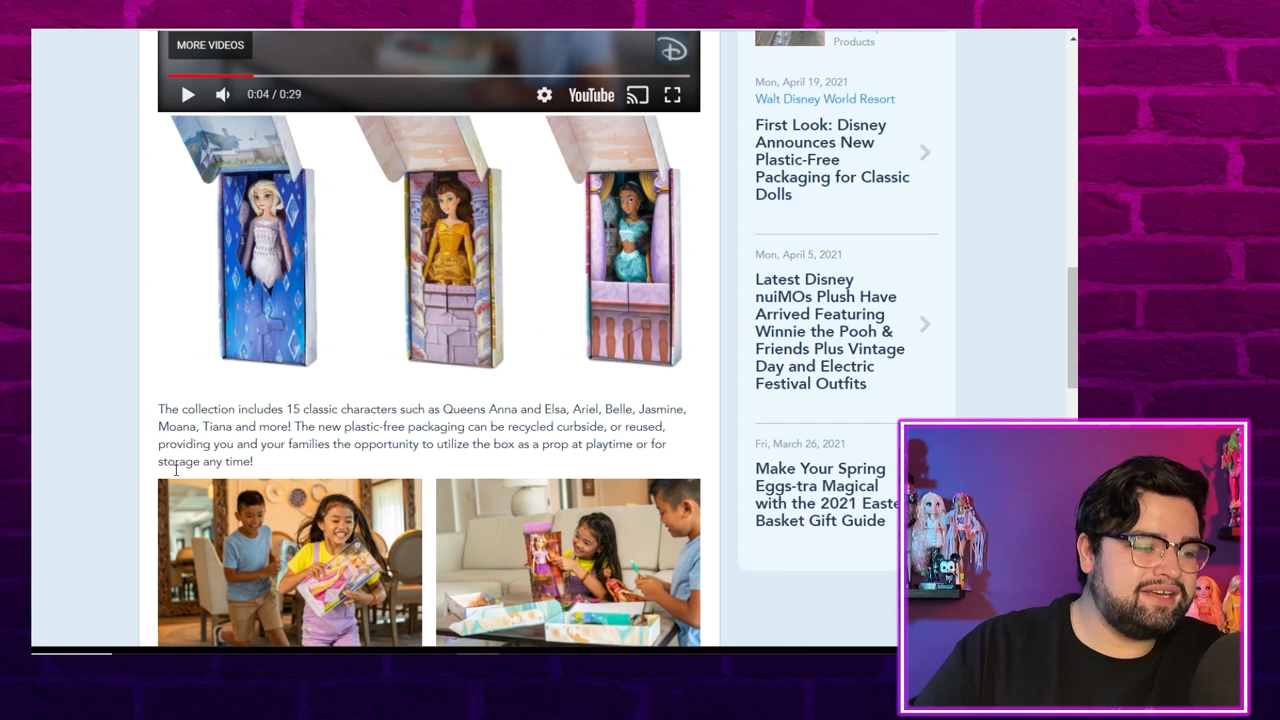 MORE VIDEOS
0:04 / 0:29
YouTube
The collection includes 15 classic characters such as Queens Anna and Elsa, Ariel, Belle, Jasmine,
Moana, Tiana and more! The new plastic-free packaging can be recycled curbside, or reused,
providing you and your families the opportunity to utilize the box as a prop at playtime or for
storage any time!
Products
Mon, April 19, 2021
Walt Disney World Resort
First Look: Disney
Announces New
Plastic-Free
Packaging for Classic
Dolls
Mon, April 5, 2021
Latest Disney
nuiMOs Plush Have
Arrived Featuring
Winnie the Pooh &
Friends Plus Vintage
Day and Electric
Festival Outfits
Fri, March 26, 2021
Make Your Spring
Eggs-tra Magical
with the 2021 Easte
Basket Gift Guide